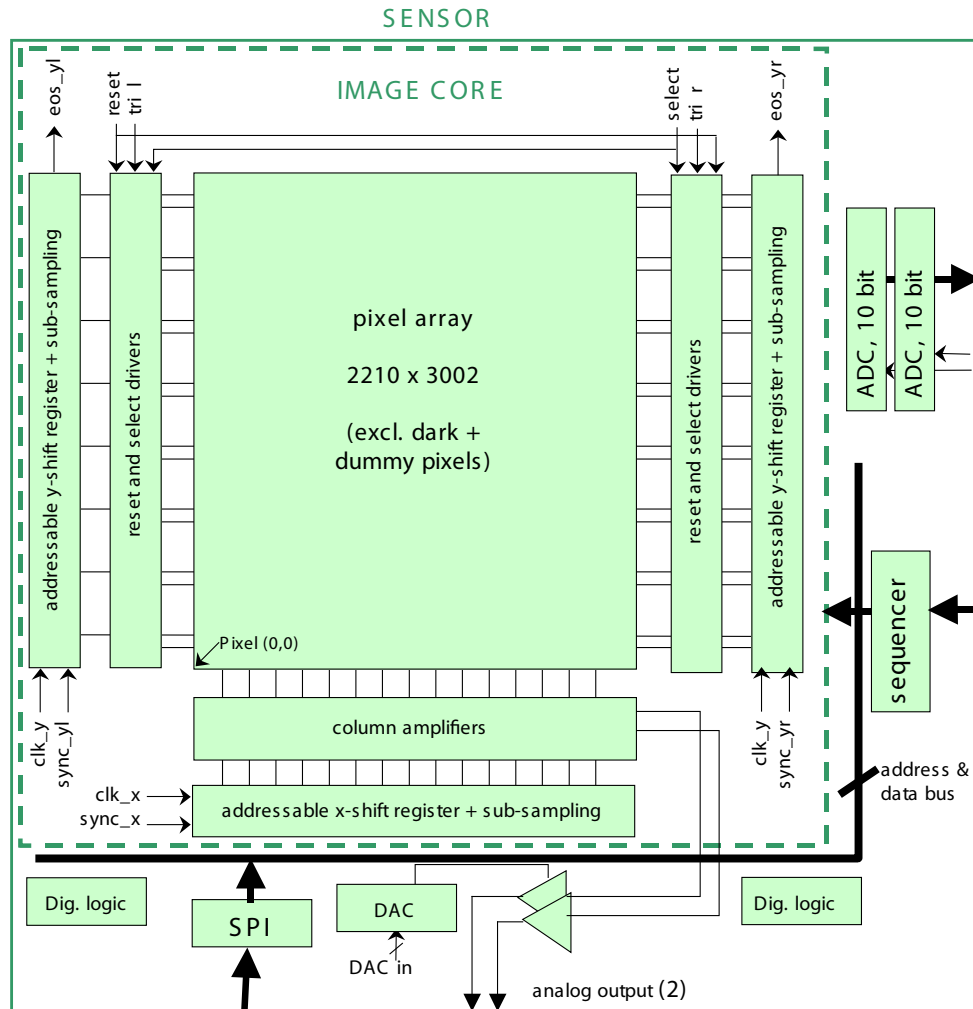 SENSOR
IMAGE CORE
eos_yl
reset
tri l
select
tri r
eos_yr
addressable y-shift register + sub-sampling
reset and select drivers
pixel array
2210 x 3002
(excl. dark +
dummy pixels)
reset and select drivers
addressable y-shift register + sub-sampling
ADC, 10 bit
ADC, 10 bit
Pixel (0,0)
sequencer
clk_y
sync_yl
column amplifiers
clk_y
sync_yr
address &
data bus
clk_x
sync_x
addressable x-shift register + sub-sampling
Dig. logic
SPI
DAC
DAC in
Dig. logic
analog output (2)